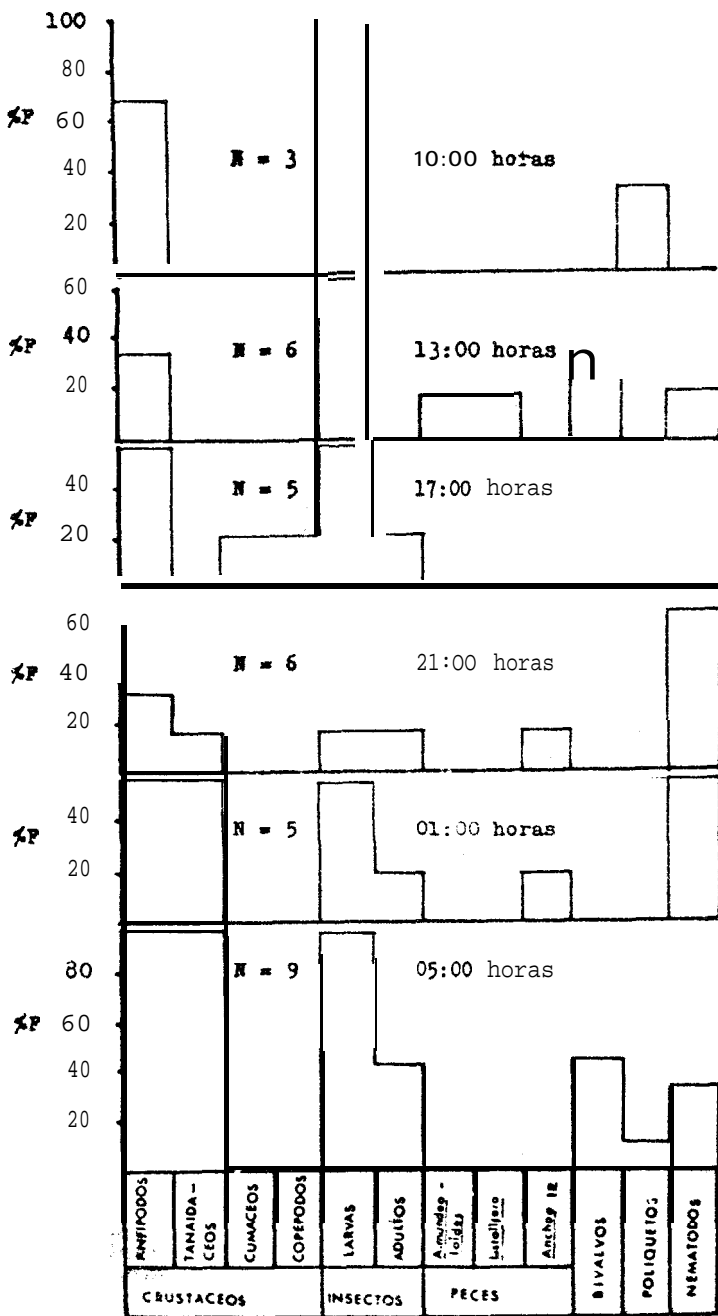 100
80
%F 60
N = 3 10:00 horas
40
20
60
%F 40
N = 6 13:00 horas
20
40
N = 5 17:00 horas
%F 20
60
%F 40
N = 6 21:00 horas
20
40
%F
N = 5 01:00 horas
20
80
N = 9 05:00 horas
%F 60
40
20
ANFIPODOS
TANAIDA-
CEOS
CUMACEOS
COPEPODOS
LARVAS
ADULTOS
Anchoa
BIVALVOS
POLIQUETOS
NEMATODOS
CRUSTACEOS INSECTOS PECES